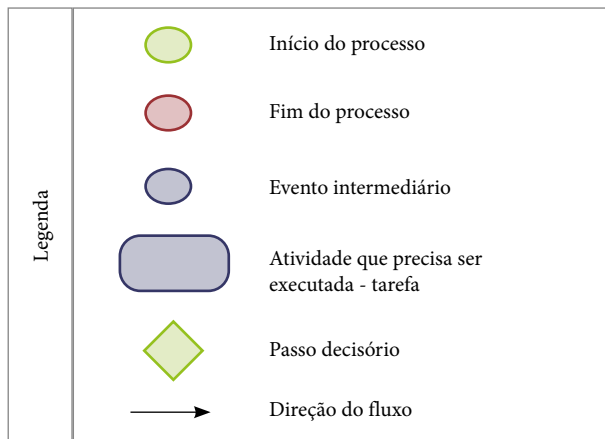 Legenda
Início do processo
Fim do processo
Evento intermediário
Atividade que precisa ser
executada - tarefa
Passo decisório
Direção do fluxo